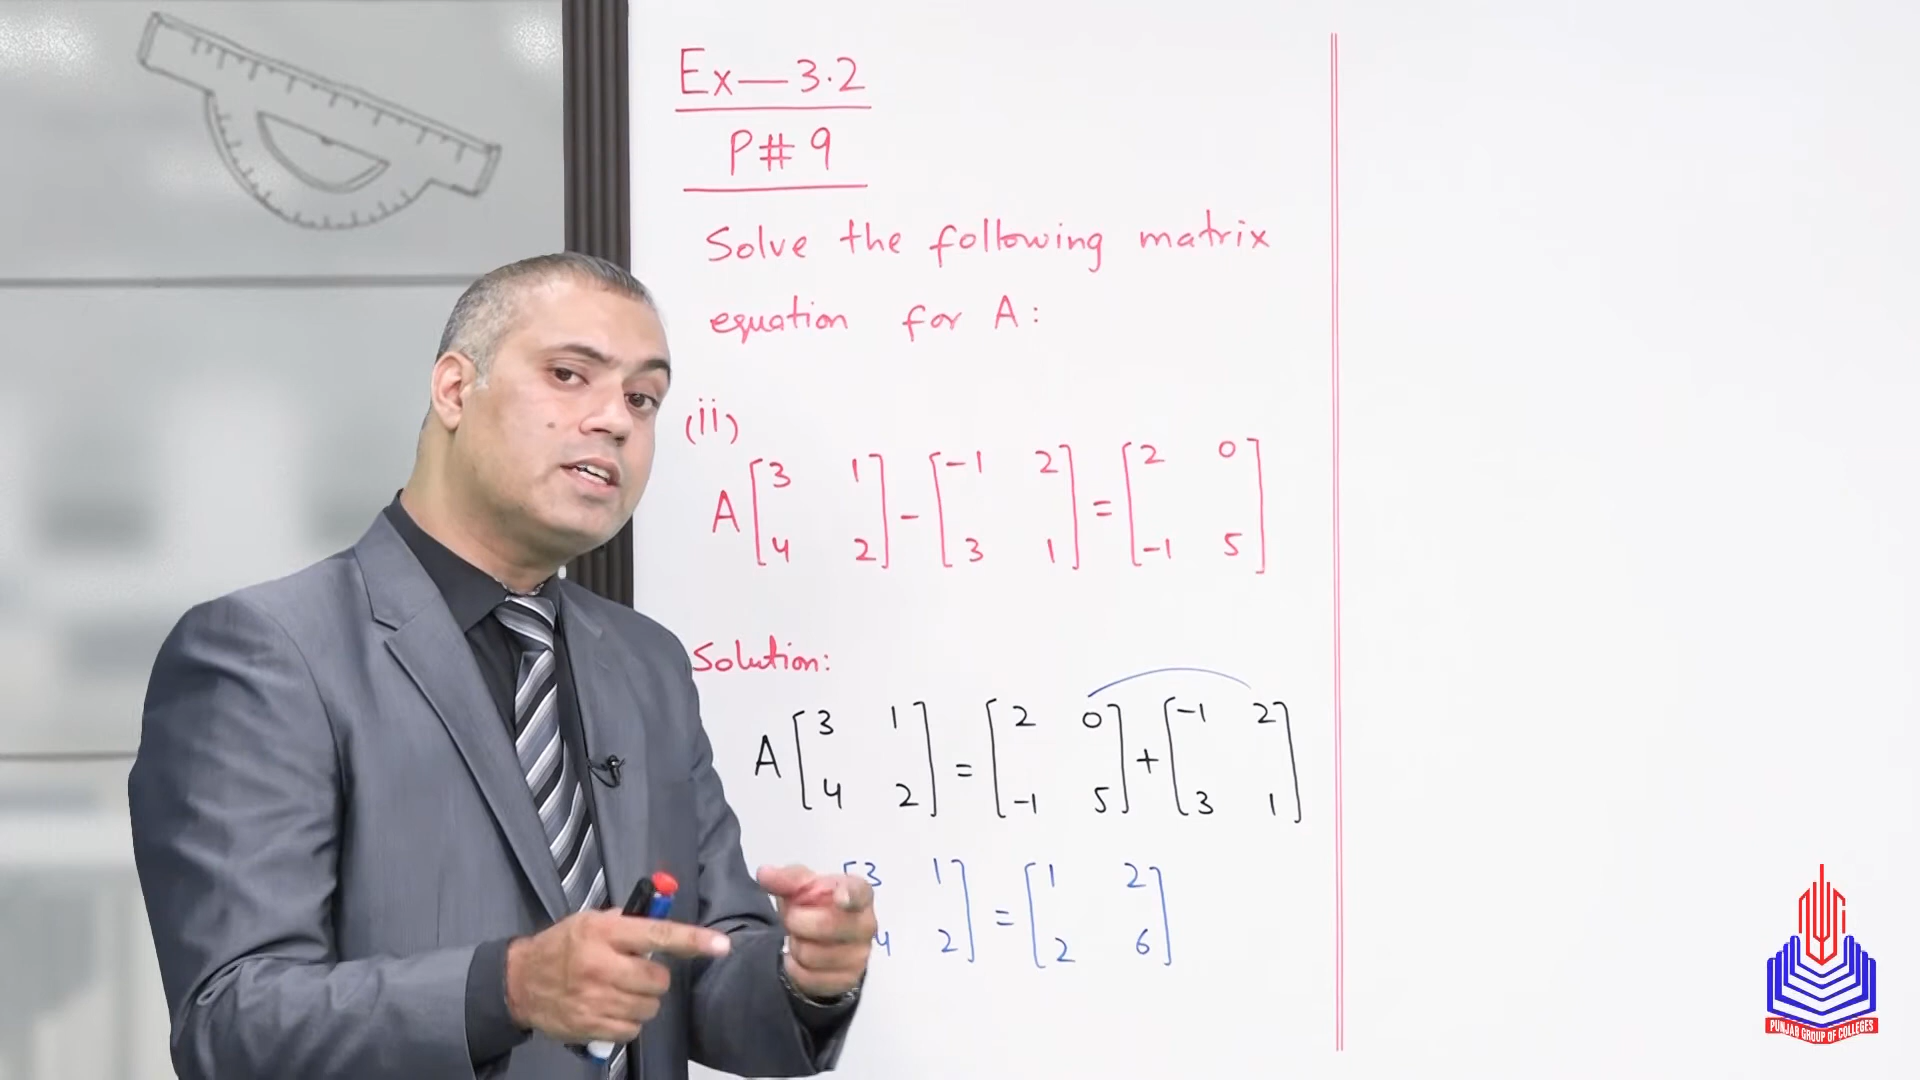 Ex—3.2
P# 9
Solve the following matrix
equation for A:
(ii)
A [3 1 4 2] - [-1 2 3 1] = [2 0 -1 5]
Solution:
A [3 1 4 2] = [2 0 -1 5] + [-1 2 3 1]
[3 1 4 2] = [1 2 2 6]
PUNJAB GROUP OF COLLEGES